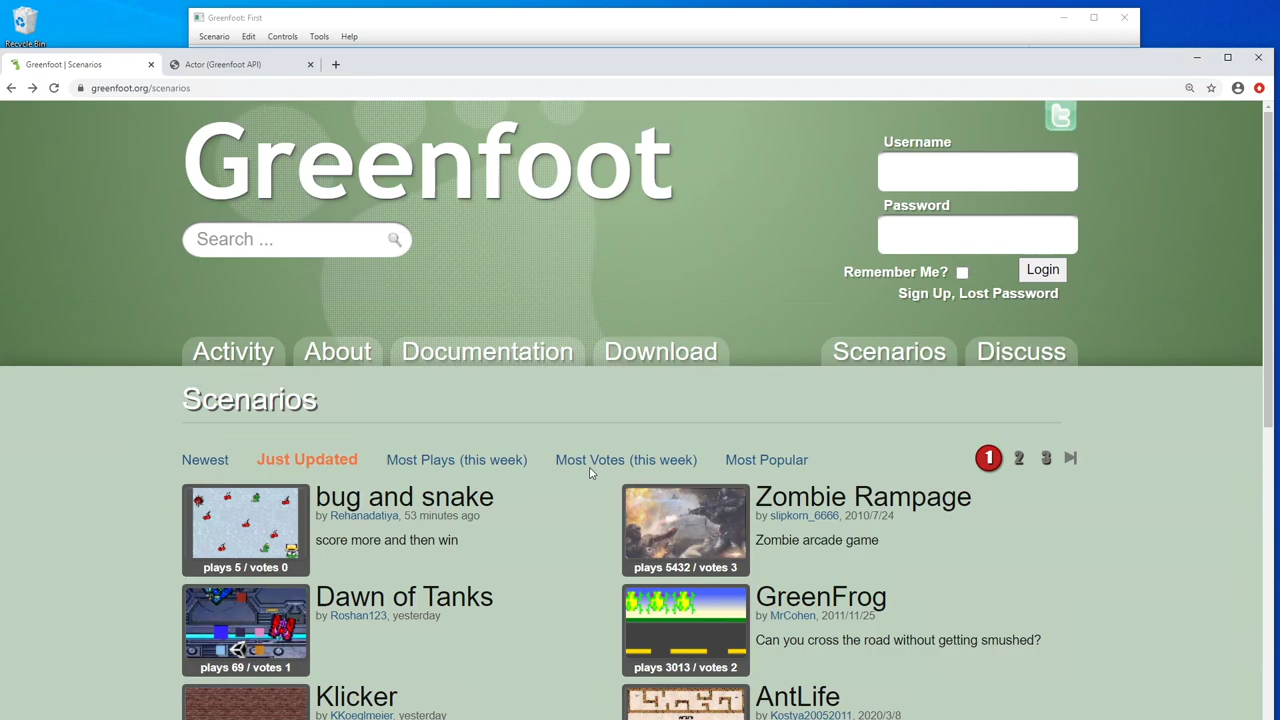 Recycle Bin
Greenfoot: First
Scenario Edit Controls Tools Help
Greenfoot | Scenarios
Actor (Greenfoot API)
greenfoot.org/scenarios
Greenfoot
Search ...
Username
Password
Remember Me?
Login
Sign Up, Lost Password
Activity About Documentation Download Scenarios Discuss
Scenarios
Newest Just Updated Most Plays (this week) Most Votes (this week) Most Popular 1 2 3
bug and snake
by Rehanadatiya, 53 minutes ago
score more and then win
plays 5 / votes 0
Zombie Rampage
by slipkorn_6666, 2010/7/24
Zombie arcade game
plays 5432 / votes 3
Dawn of Tanks
by Roshan123, yesterday
plays 69 / votes 1
GreenFrog
by MrCohen, 2011/11/25
Can you cross the road without getting smushed?
plays 3013 / votes 2
Klicker
by KKoeglmeier, yesterday
AntLife
by Kostya20052011, 2020/3/8